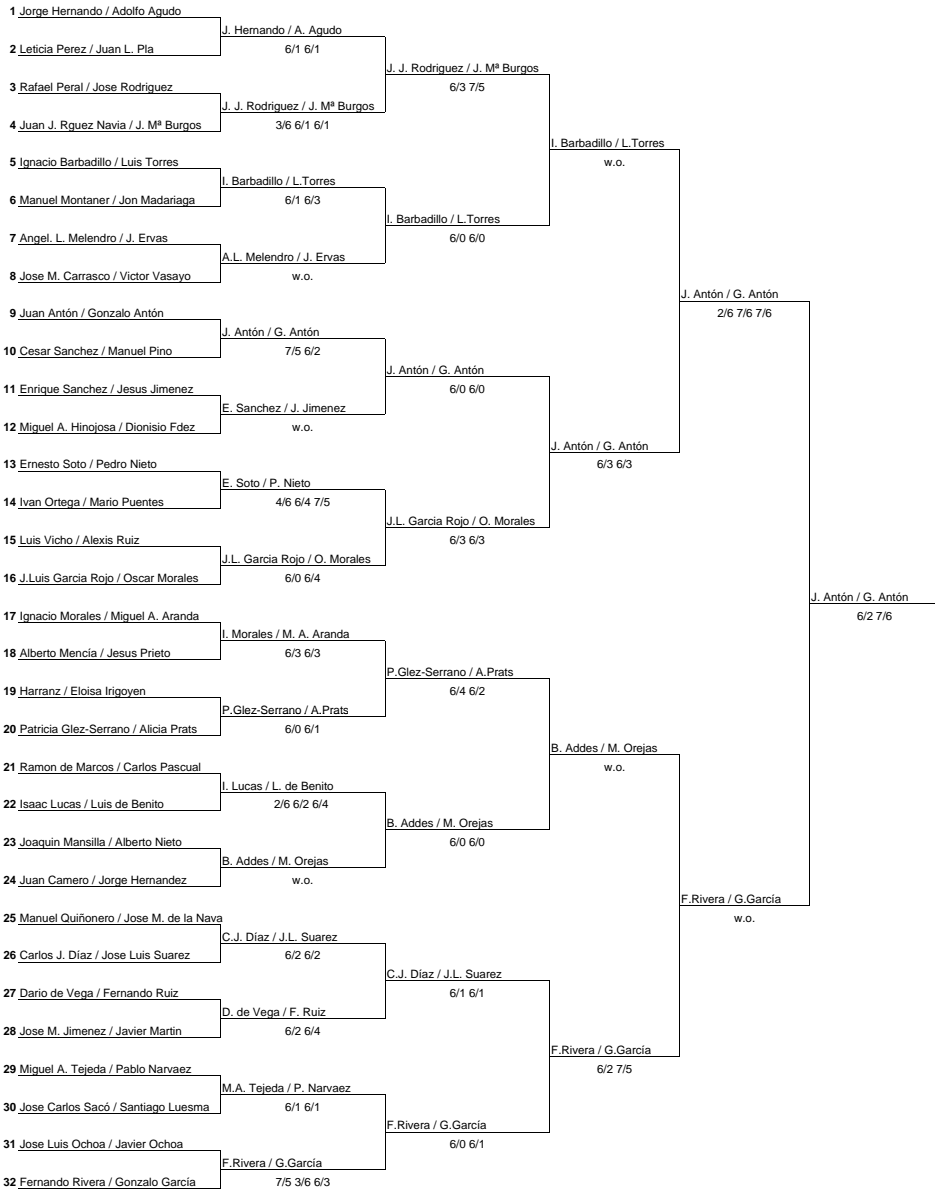 1 Jorge Hernando / Adolfo Agudo
J. Hernando / A. Agudo
2 Leticia Perez / Juan L. Pla
6/1 6/1
J. J. Rodriguez / J. Mª Burgos
3 Rafael Peral / Jose Rodriguez
6/3 7/5
J. J. Rodriguez / J. Mª Burgos
4 Juan J. Rguez Navia / J. Mª Burgos
3/6 6/1 6/1
I. Barbadillo / L.Torres
5 Ignacio Barbadillo / Luis Torres
w.o.
I. Barbadillo / L.Torres
6 Manuel Montaner / Jon Madariaga
6/1 6/3
I. Barbadillo / L.Torres
7 Angel. L. Melendro / J. Ervas
6/0 6/0
A.L. Melendro / J. Ervas
8 Jose M. Carrasco / Victor Vasayo
w.o.
J. Antón / G. Antón
9 Juan Antón / Gonzalo Antón
2/6 7/6 7/6
J. Antón / G. Antón
10 Cesar Sanchez / Manuel Pino
7/5 6/2
J. Antón / G. Antón
11 Enrique Sanchez / Jesus Jimenez
6/0 6/0
E. Sanchez / J. Jimenez
12 Miguel A. Hinojosa / Dionisio Fdez
w.o.
J. Antón / G. Antón
13 Ernesto Soto / Pedro Nieto
6/3 6/3
E. Soto / P. Nieto
14 Ivan Ortega / Mario Puentes
4/6 6/4 7/5
J.L. Garcia Rojo / O. Morales
15 Luis Vicho / Alexis Ruiz
6/3 6/3
J.L. Garcia Rojo / O. Morales
16 J.Luis Garcia Rojo / Oscar Morales
6/0 6/4
J. Antón / G. Antón
17 Ignacio Morales / Miguel A. Aranda
6/2 7/6
I. Morales / M. A. Aranda
18 Alberto Mencía / Jesus Prieto
6/3 6/3
P.Glez-Serrano / A.Prats
19 Harranz / Eloisa Irigoyen
6/4 6/2
P.Glez-Serrano / A.Prats
20 Patricia Glez-Serrano / Alicia Prats
6/0 6/1
B. Addes / M. Orejas
21 Ramon de Marcos / Carlos Pascual
w.o.
I. Lucas / L. de Benito
22 Isaac Lucas / Luis de Benito
2/6 6/2 6/4
B. Addes / M. Orejas
23 Joaquin Mansilla / Alberto Nieto
6/0 6/0
B. Addes / M. Orejas
24 Juan Camero / Jorge Hernandez
w.o.
F.Rivera / G.García
25 Manuel Quiñonero / Jose M. de la Nava
w.o.
C.J. Díaz / J.L. Suarez
26 Carlos J. Díaz / Jose Luis Suarez
6/2 6/2
C.J. Díaz / J.L. Suarez
27 Dario de Vega / Fernando Ruiz
6/1 6/1
D. de Vega / F. Ruiz
28 Jose M. Jimenez / Javier Martin
6/2 6/4
F.Rivera / G.García
29 Miguel A. Tejeda / Pablo Narvaez
6/2 7/5
M.A. Tejeda / P. Narvaez
30 Jose Carlos Sacó / Santiago Luesma
6/1 6/1
F.Rivera / G.García
31 Jose Luis Ochoa / Javier Ochoa
6/0 6/1
F.Rivera / G.García
32 Fernando Rivera / Gonzalo García
7/5 3/6 6/3